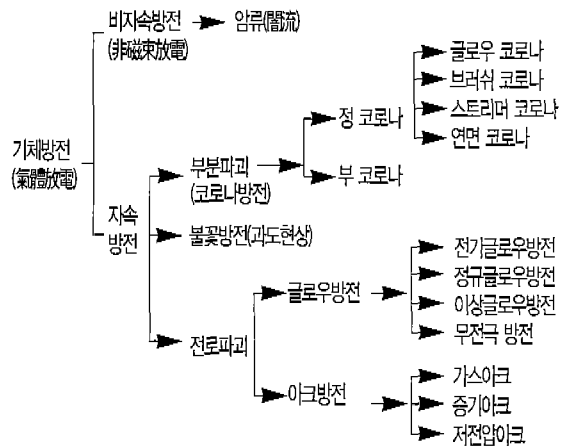 비자속방전
(非磁束放電)
암류(闇流)
기체방전
(氣體放電)
자속
방전
부분파괴
(코로나방전)
정 코로나
부 코로나
글로우 코로나
브러쉬 코로나
스트리머 코로나
연면 코로나
불꽃방전(과도현상)
전로파괴
글로우방전
전기글로우방전
정규글로우방전
이상글로우방전
무전극 방전
아크방전
가스아크
증기아크
저전압아크